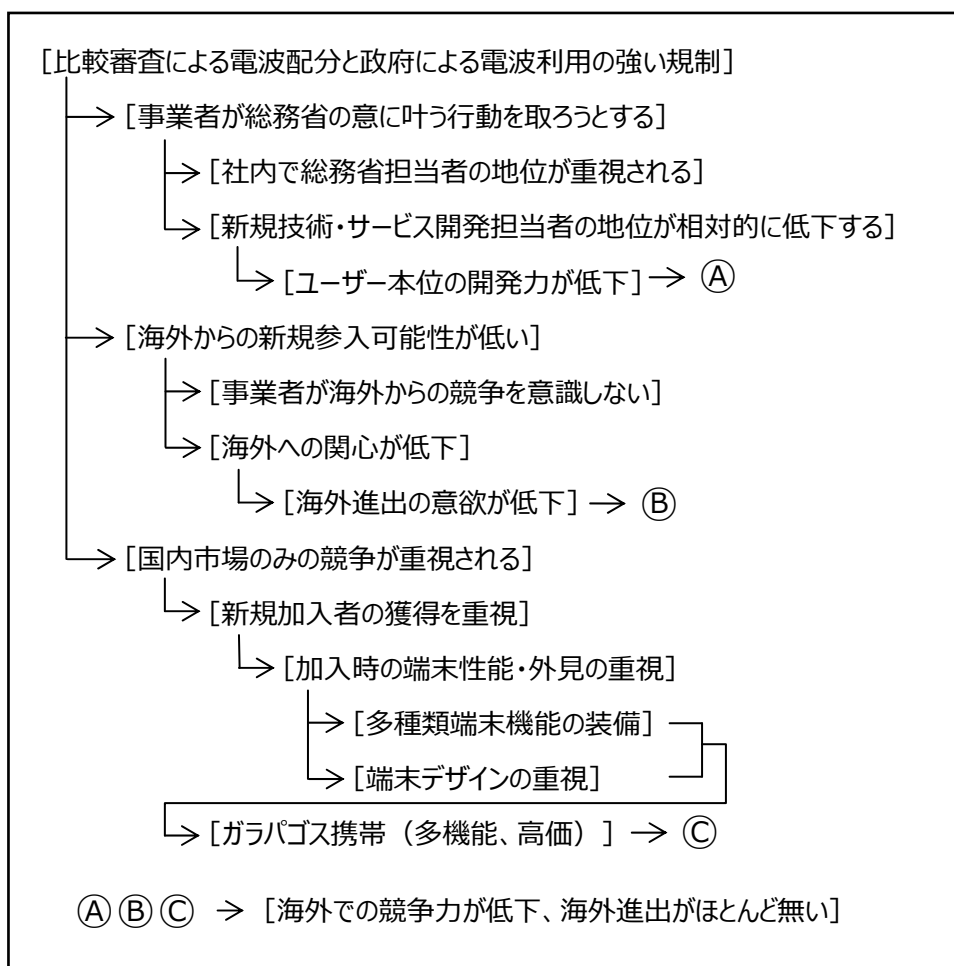 [比較審査による電波配分と政府による電波利用の強い規制]
[事業者が総務省の意に叶う行動を取ろうとする]
[社内で総務省担当者の地位が重視される]
[新規技術・サービス開発担当者の地位が相対的に低下する]
[ユーザー本位の開発力が低下] → Ⓐ
[海外からの新規参入可能性が低い]
[事業者が海外からの競争を意識しない]
[海外への関心が低下]
[海外進出の意欲が低下] → Ⓑ
[国内市場のみの競争が重視される]
[新規加入者の獲得を重視]
[加入時の端末性能・外見の重視]
[多種類端末機能の装備]
[端末デザインの重視]
[ガラパゴス携帯（多機能、高価）] → Ⓒ
Ⓐ Ⓑ Ⓒ → [海外での競争力が低下、海外進出がほとんど無い]